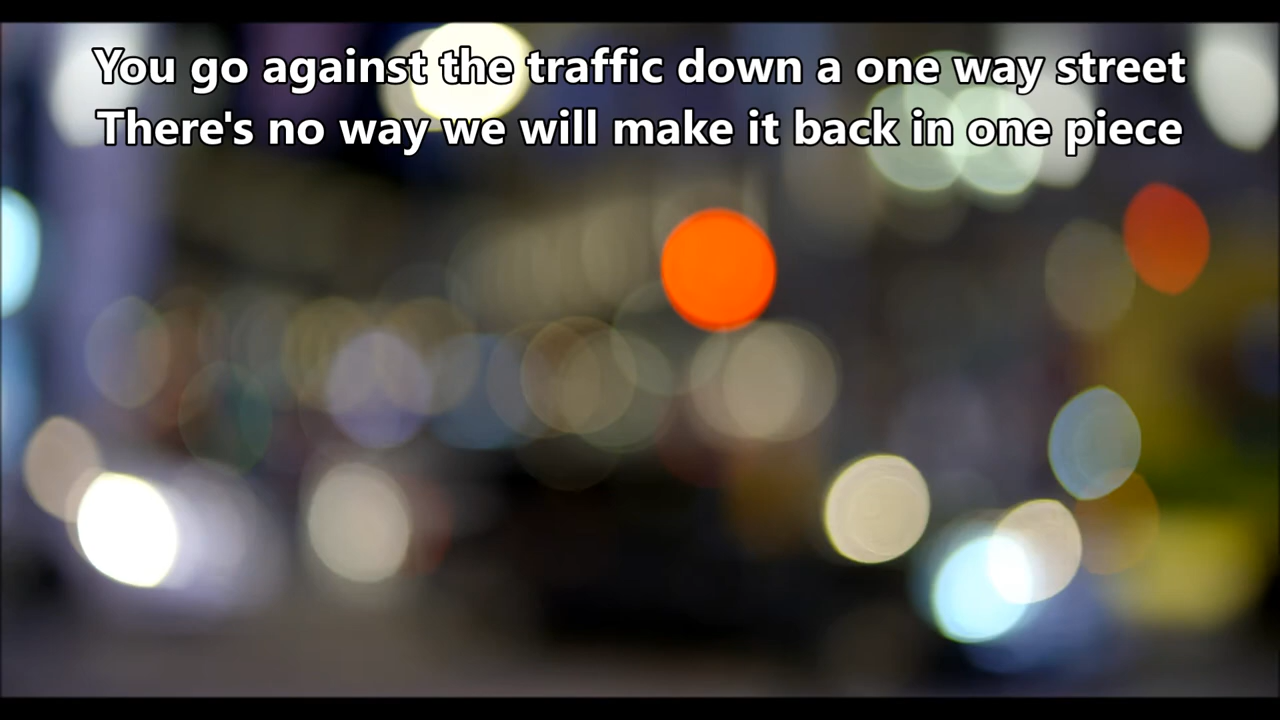 You go against the traffic down a one way street
There's no way we will make it back in one piece